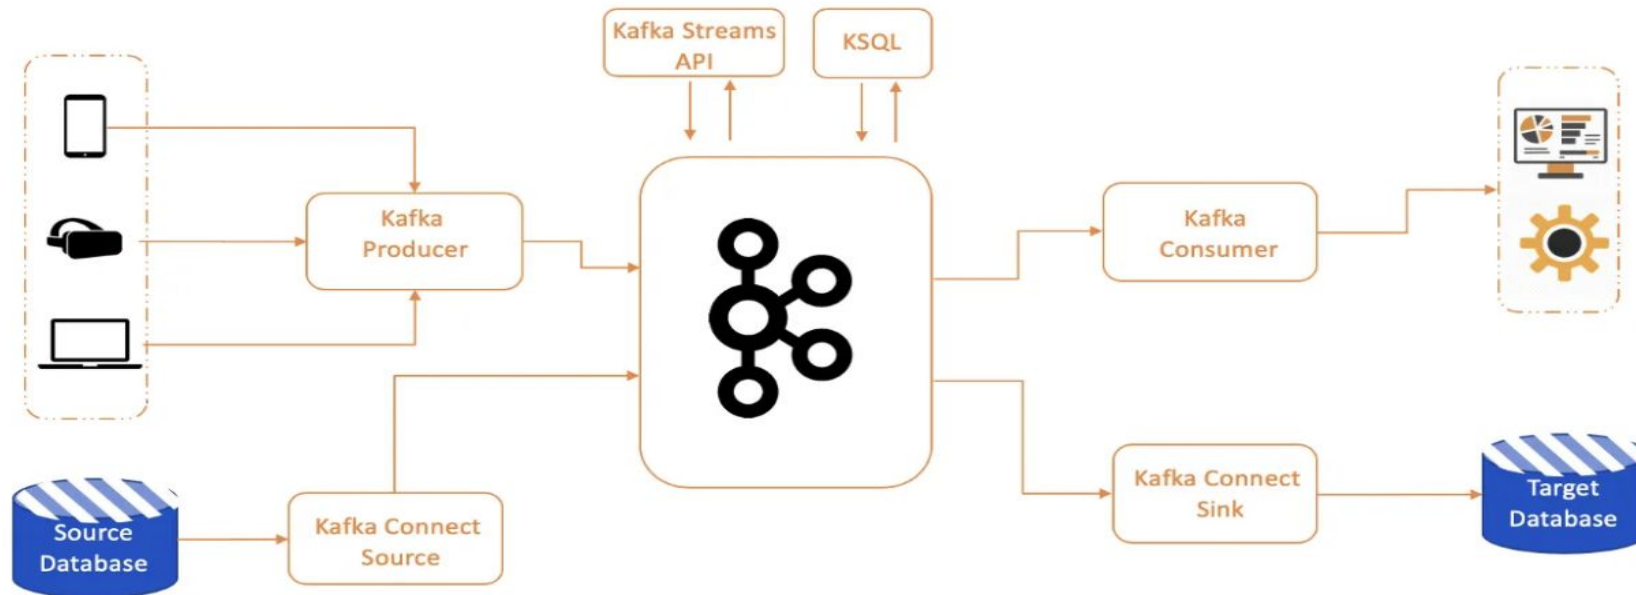 Kafka Streams
API
KSQL
Kafka
Producer
Kafka
Consumer
Kafka Connect
Source
Kafka Connect
Sink
Source
Database
Target
Database